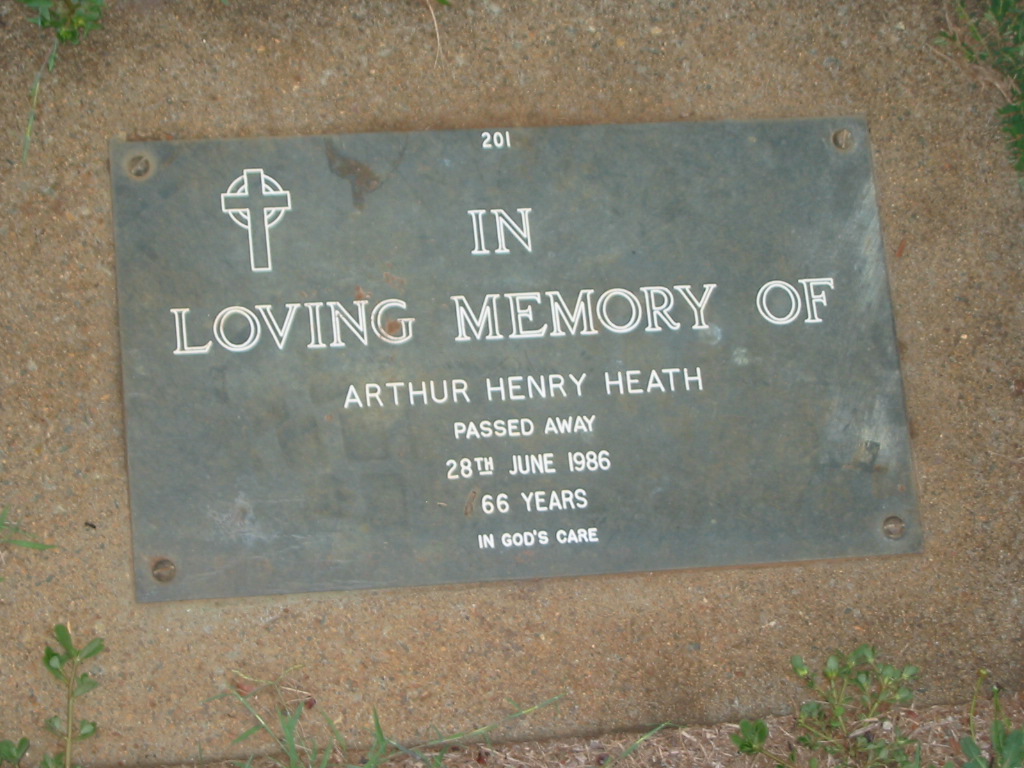 201
IN
LOVING MEMORY OF
ARTHUR HENRY HEATH
PASSED AWAY
28TH JUNE 1986
66 YEARS
IN GOD'S CARE